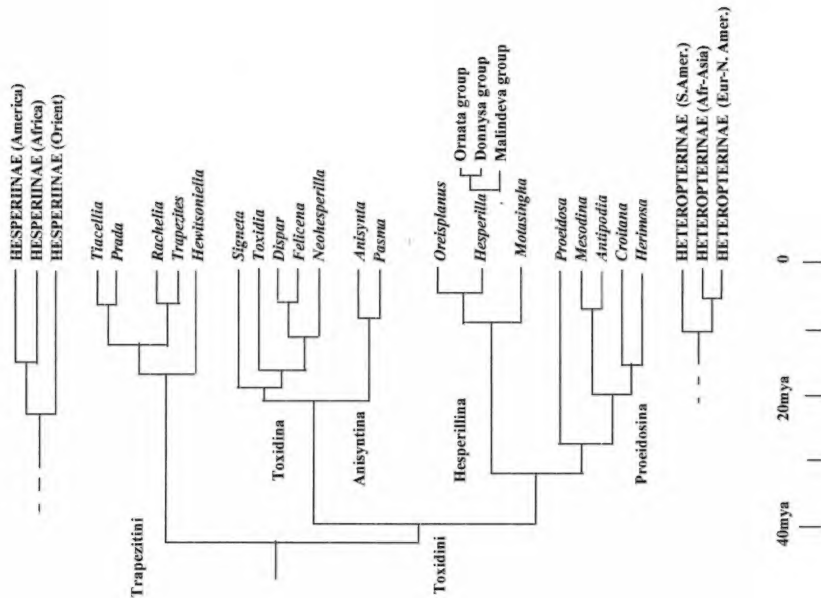 HESPERIINAE (America)
HESPERIINAE (Africa)
HESPERIINAE (Orient)
Trapezitini
Tiacellia
Prada
Rachelia
Trapezites
Hewitsoniella
Toxidina
Signeta
Toxidia
Dispar
Felicena
Neohesperilla
Anisyntina
Anisynta
Pasma
Toxidini
Hesperillina
Oreisplanus
Hesperilla
Motasingha
Ornata group
Donnysa group
Malindeva group
Proeidosina
Proeidosa
Mesodina
Antipodia
Croitana
Herimosa
HETEROPTERINAE (S.Amer.)
HETEROPTERINAE (Afr-Asia)
HETEROPTERINAE (Eur-N. Amer.)
40mya
20mya
0